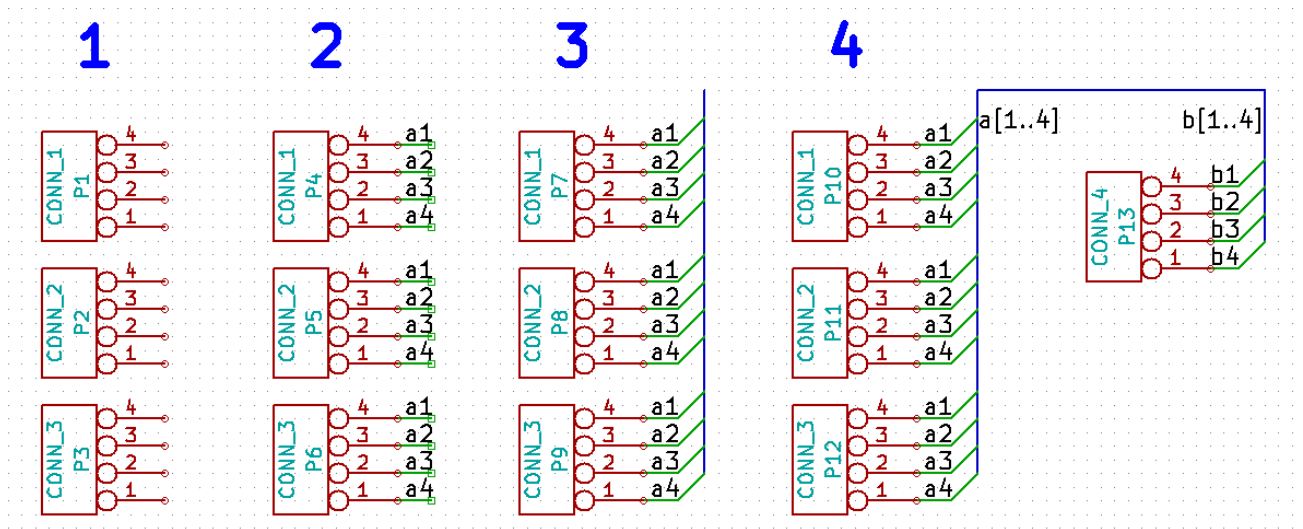 1 2 3 4
a[1..4] b[1..4]
CONN_1
P1
4
3
2
1
CONN_2
P2
4
3
2
1
CONN_3
P3
4
3
2
1
CONN_1
P4
4 a1
3 a2
2 a3
1 a4
CONN_2
P5
4 a1
3 a2
2 a3
1 a4
CONN_3
P6
4 a1
3 a2
2 a3
1 a4
CONN_1
P7
4 a1
3 a2
2 a3
1 a4
CONN_2
P8
4 a1
3 a2
2 a3
1 a4
CONN_3
P9
4 a1
3 a2
2 a3
1 a4
CONN_1
P10
4 a1
3 a2
2 a3
1 a4
CONN_2
P11
4 a1
3 a2
2 a3
1 a4
CONN_3
P12
4 a1
3 a2
2 a3
1 a4
CONN_4
P13
4 b1
3 b2
2 b3
1 b4